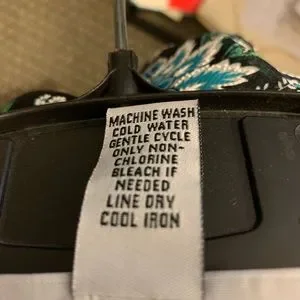 MACHINE WASH
COLD WATER
GENTLE CYCLE
ONLY NON-
CHLORINE
BLEACH IF
NEEDED
LINE DRY
COOL IRON